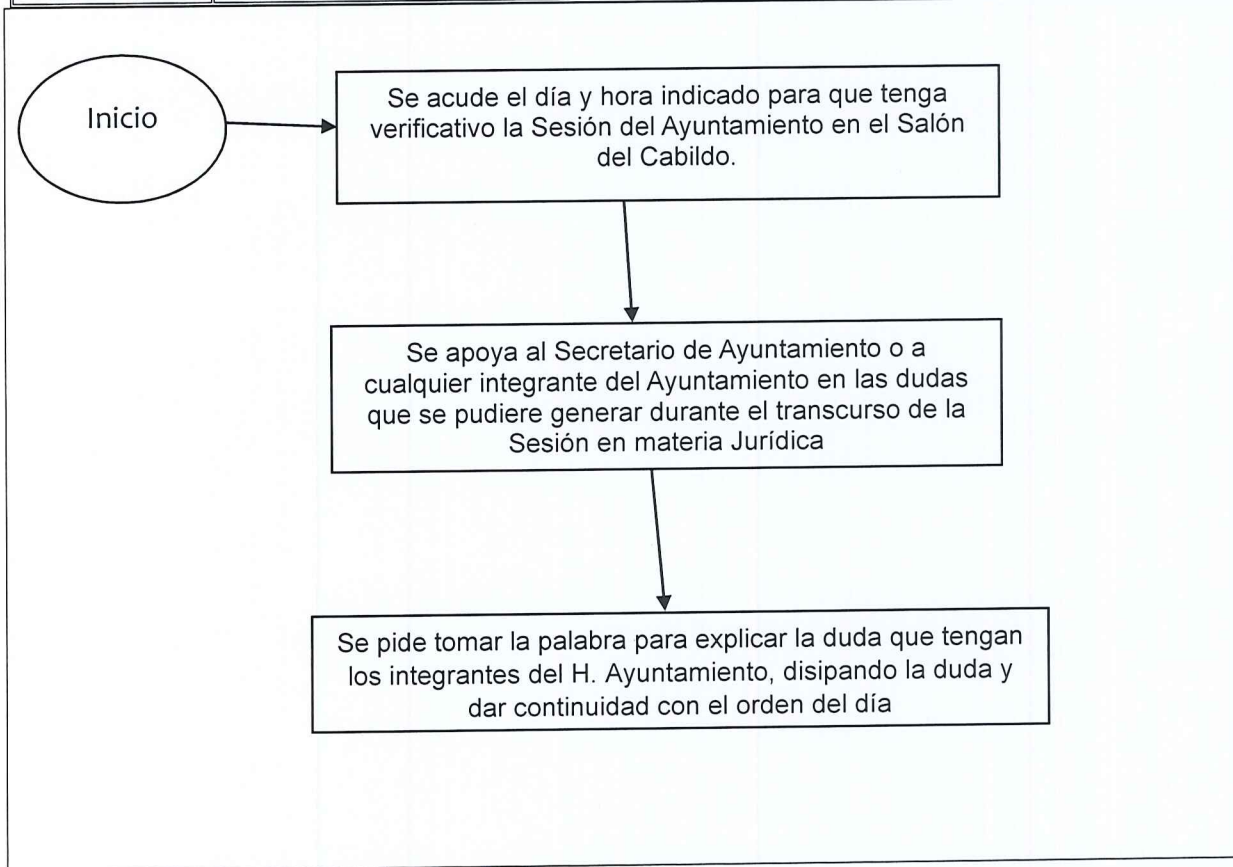 Inicio
Se acude el día y hora indicado para que tenga
verificativo la Sesión del Ayuntamiento en el Salón
del Cabildo.
Se apoya al Secretario de Ayuntamiento o a
cualquier integrante del Ayuntamiento en las dudas
que se pudiere generar durante el transcurso de la
Sesión en materia Jurídica
Se pide tomar la palabra para explicar la duda que tengan
los integrantes del H. Ayuntamiento, disipando la duda y
dar continuidad con el orden del día